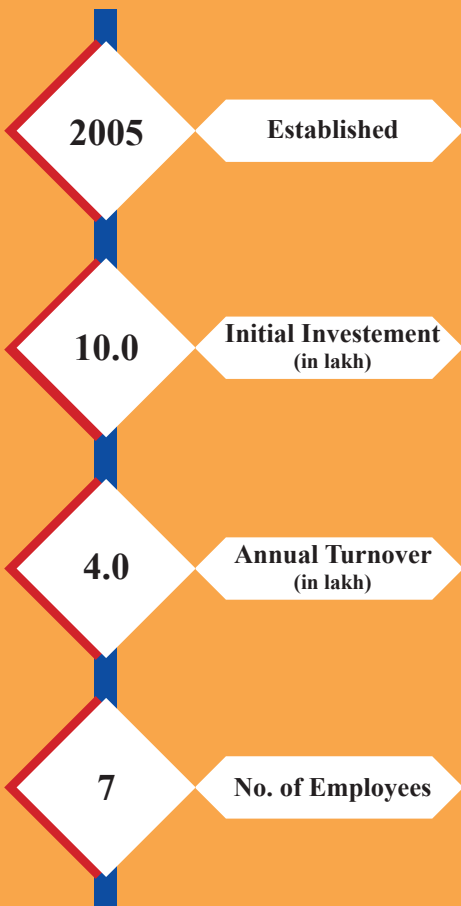 2005
Established
10.0
Initial Investement
(in lakh)
4.0
Annual Turnover
(in lakh)
7
No. of Employees